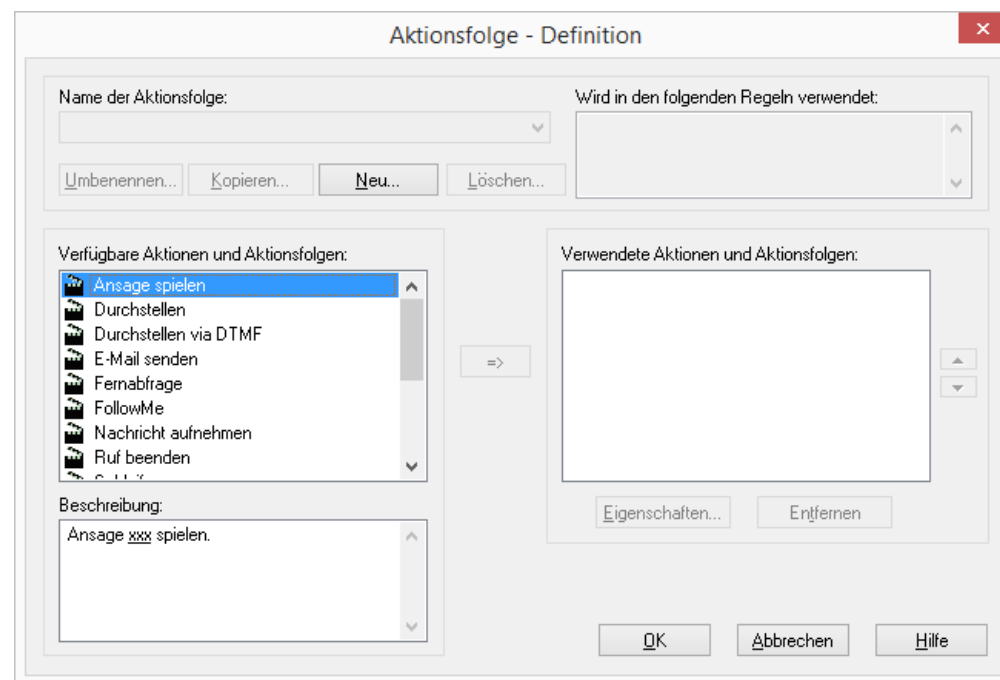 Aktionsfolge - Definition
Name der Aktionsfolge:
Wird in den folgenden Regeln verwendet:
Umbenennen...
Kopieren...
Neu...
Löschen...
Verfügbare Aktionen und Aktionsfolgen:
Verwendete Aktionen und Aktionsfolgen:
Ansage spielen
Durchstellen
Durchstellen via DTMF
E-Mail senden
Fernabfrage
FollowMe
Nachricht aufnehmen
Ruf beenden
=>
Beschreibung:
Ansage xxx spielen.
Eigenschaften...
Entfernen
OK
Abbrechen
Hilfe